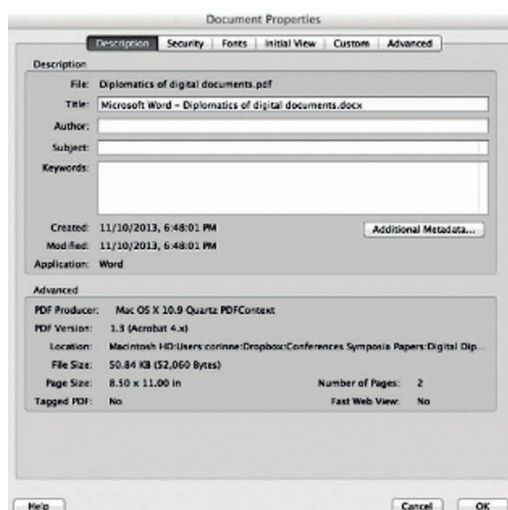 Document Properties
Description Security Fonts Initial View Custom Advanced
Description
File: Diplomatics of digital documents.pdf
Title: Microsoft Word – Diplomatics of digital documents.docx
Author:
Subject:
Keywords:
Created: 11/10/2013, 6:48:01 PM
Additional Metadata...
Modified: 11/10/2013, 6:48:01 PM
Application: Word
Advanced
PDF Producer: Mac OS X 10.9 Quartz PDFContext
PDF Version: 1.3 (Acrobat 4.x)
Location: Macintosh HD:Users:corinne:Dropbox:Conferences Symposia Papers:Digital Dip...
File Size: 50.84 KB (52,060 Bytes)
Page Size: 8.50 x 11.00 in Number of Pages: 2
Tagged PDF: No Fast Web View: No
Help Cancel OK